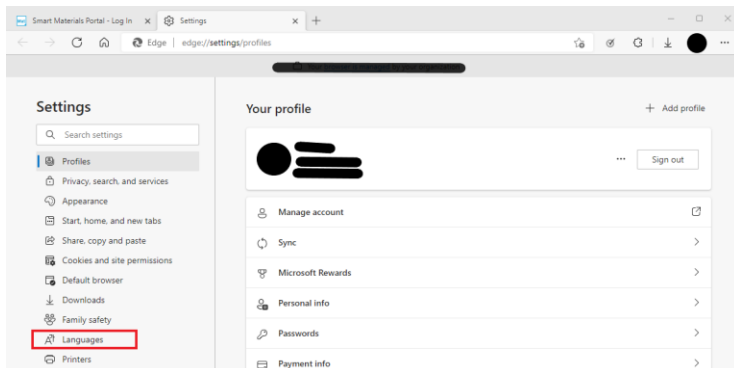 Smart Materials Portal - Log In
Settings
Edge | edge://settings/profiles
Settings
Search settings
Profiles
Privacy, search, and services
Appearance
Start, home, and new tabs
Share, copy and paste
Cookies and site permissions
Default browser
Downloads
Family safety
Languages
Printers
Your profile
Add profile
Sign out
Manage account
Sync
Microsoft Rewards
Personal info
Passwords
Payment info